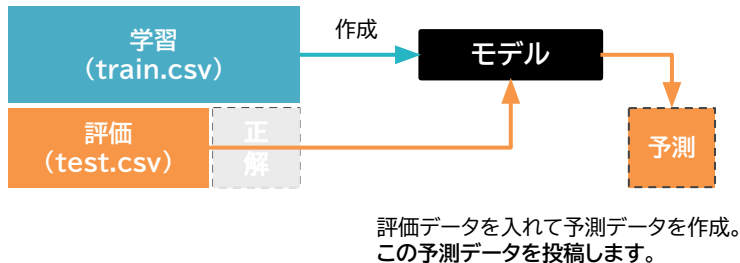 学習
（train.csv）
作成
モデル
評価
（test.csv）
正
解
予測
評価データを入れて予測データを作成。
この予測データを投稿します。